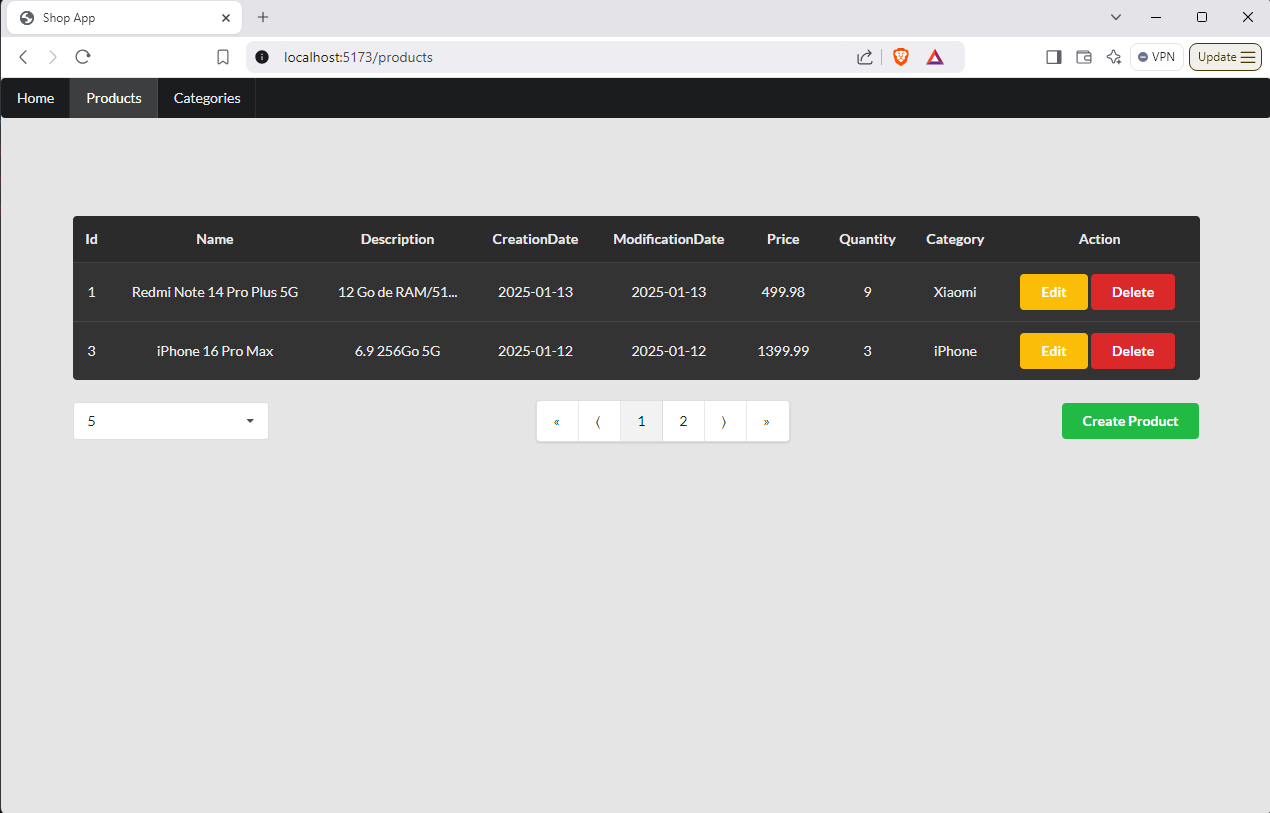 Shop App
localhost:5173/products
VPN
Update
Home Products Categories
Id Name Description CreationDate ModificationDate Price Quantity Category Action
1 Redmi Note 14 Pro Plus 5G 12 Go de RAM/51... 2025-01-13 2025-01-13 499.98 9 Xiaomi Edit Delete
3 iPhone 16 Pro Max 6.9 256Go 5G 2025-01-12 2025-01-12 1399.99 3 iPhone Edit Delete
5 « ⟨ 1 2 ⟩ » Create Product